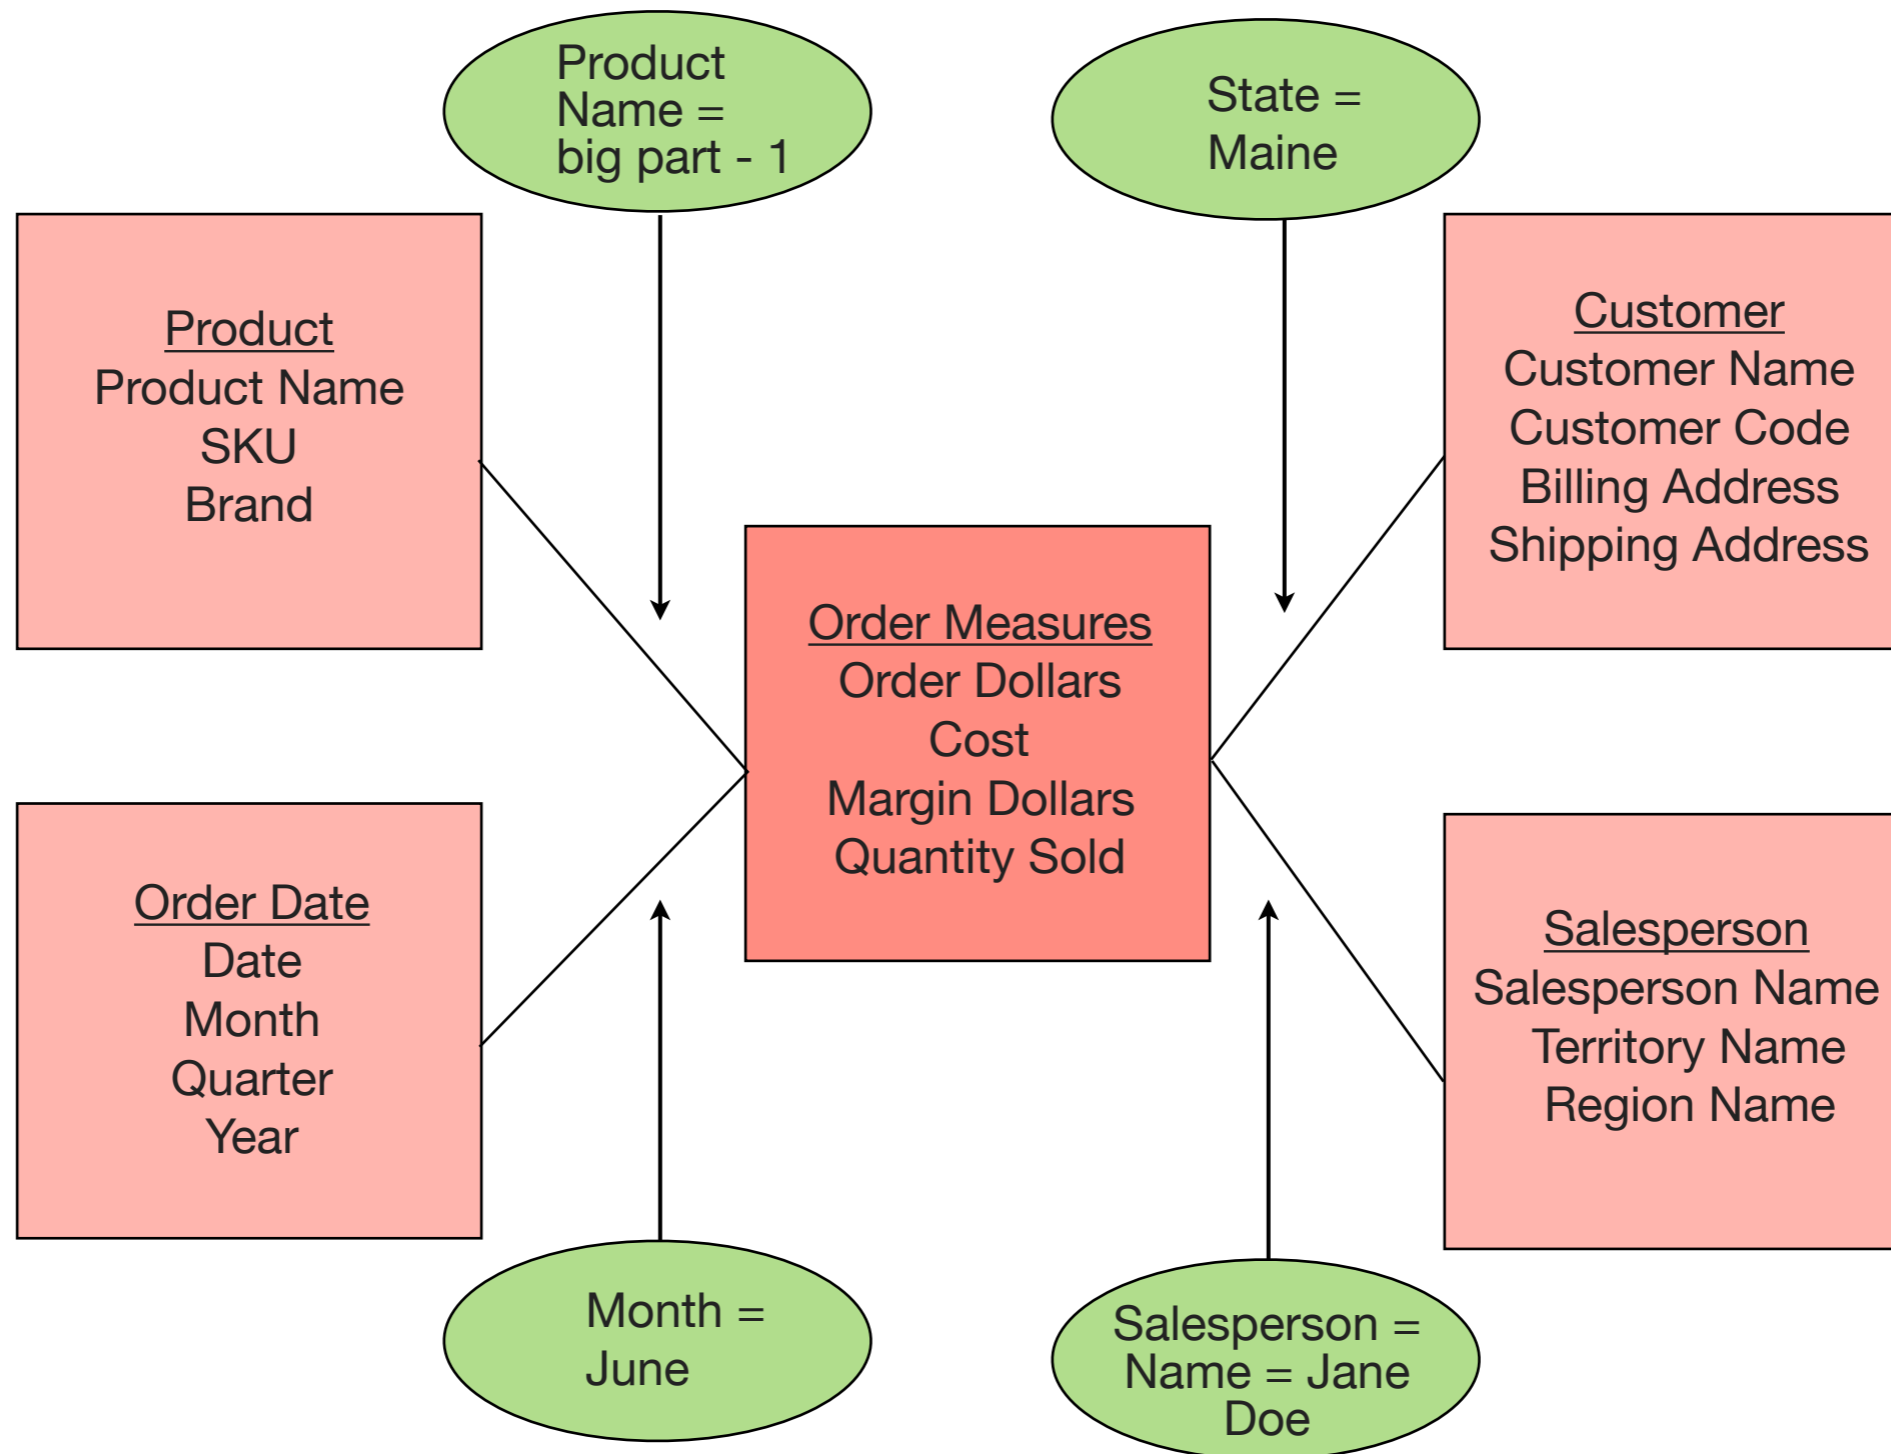 Product
Name =
big part - 1
State =
Maine
Product
Product Name
SKU
Brand
Customer
Customer Name
Customer Code
Billing Address
Shipping Address
Order Measures
Order Dollars
Cost
Margin Dollars
Quantity Sold
Order Date
Date
Month
Quarter
Year
Salesperson
Salesperson Name
Territory Name
Region Name
Month =
June
Salesperson =
Name = Jane
Doe